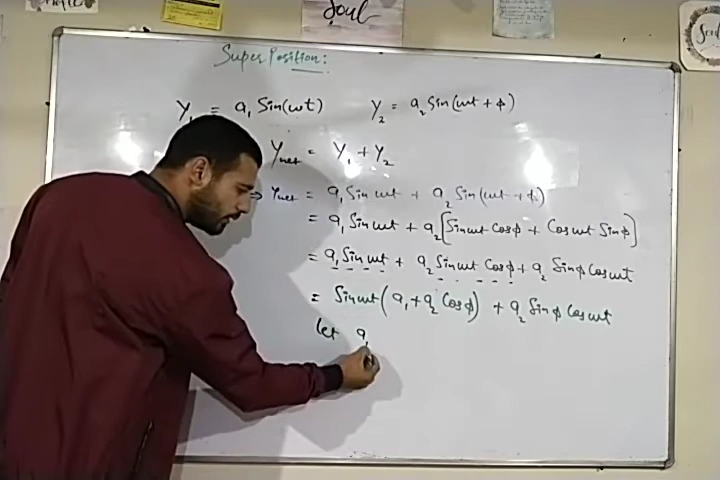 Soul
Soul
Super Position:
Y₁ = a₁ Sin(ωt)    Y₂ = a₂ Sin(ωt + ϕ)
Ynet = Y₁ + Y₂
⇒ Ynet = a₁ Sin ωt + a₂ Sin(ωt + ϕ)
= a₁ Sin ωt + a₂[Sin ωt Cos ϕ + Cos ωt Sin ϕ]
= a₁ Sin ωt + a₂ Sin ωt Cos ϕ + a₂ Sin ϕ Cos ωt
= Sin ωt (a₁ + a₂ Cos ϕ) + a₂ Sin ϕ Cos ωt
let a₁